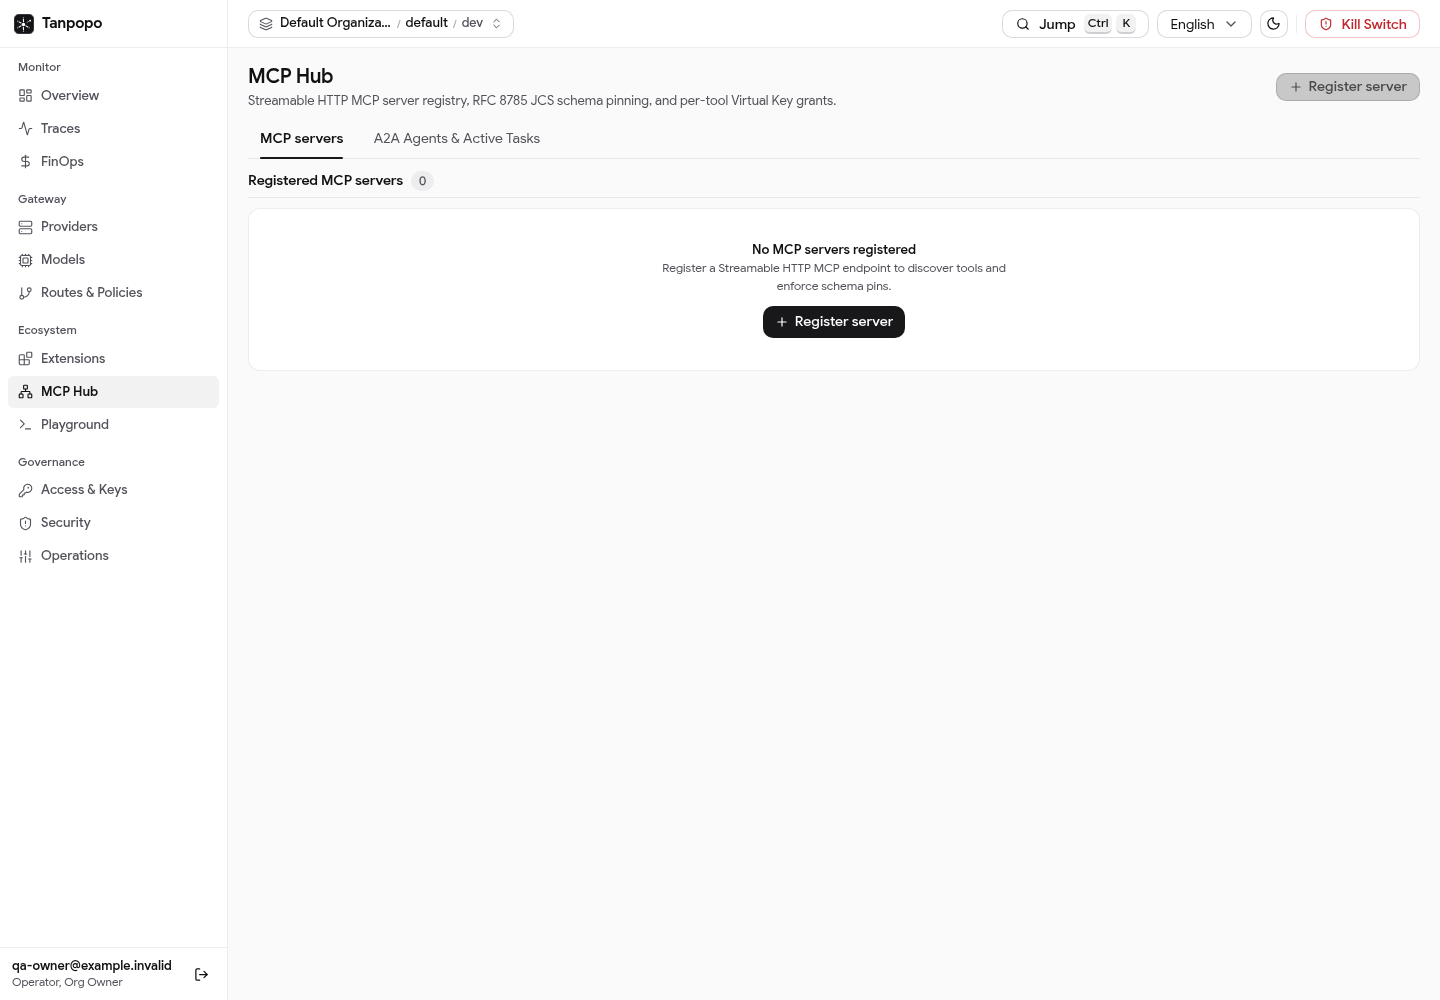 Tanpopo
Default Organiza... / default / dev
Jump Ctrl K
English
Kill Switch
Monitor
Overview
Traces
FinOps
Gateway
Providers
Models
Routes & Policies
Ecosystem
Extensions
MCP Hub
Playground
Governance
Access & Keys
Security
Operations
qa-owner@example.invalid
Operator, Org Owner
MCP Hub
Streamable HTTP MCP server registry, RFC 8785 JCS schema pinning, and per-tool Virtual Key grants.
Register server
MCP servers
A2A Agents & Active Tasks
Registered MCP servers 0
No MCP servers registered
Register a Streamable HTTP MCP endpoint to discover tools and
enforce schema pins.
Register server